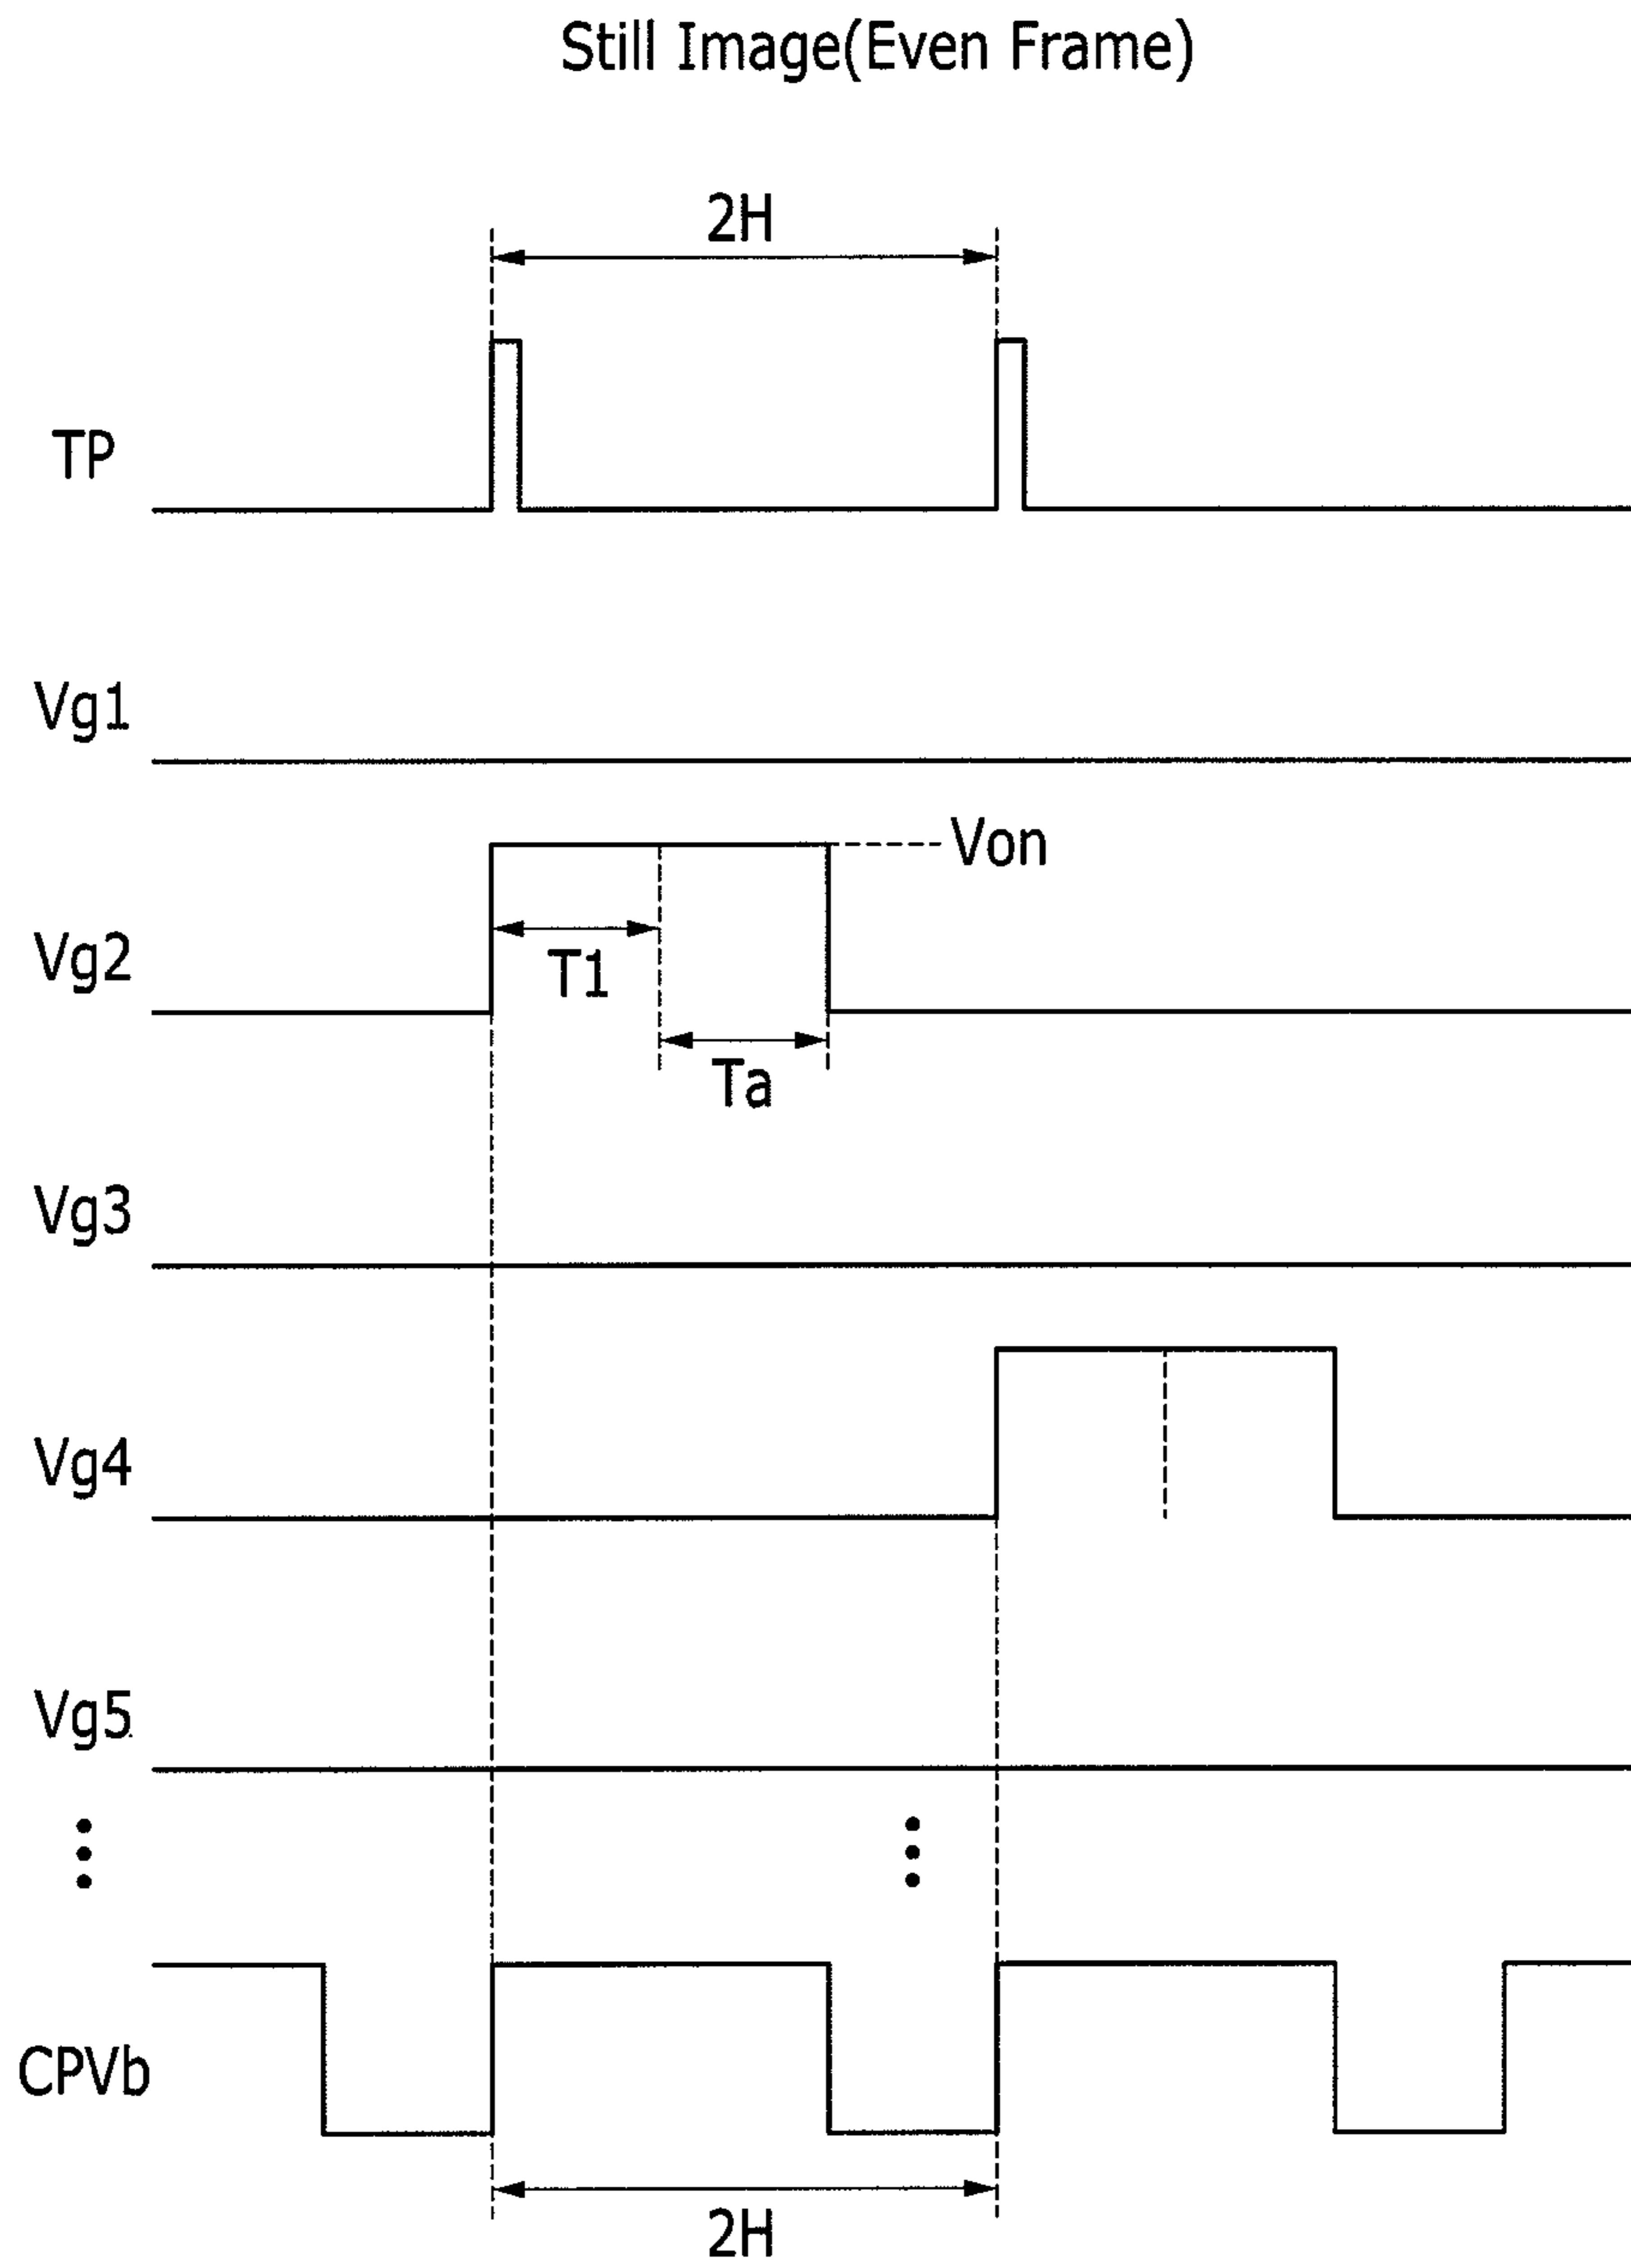 Still Image(Even Frame)
2H
TP
Vg1
Von
Vg2
T1
Ta
Vg3
Vg4
Vg5
CPVb
2H